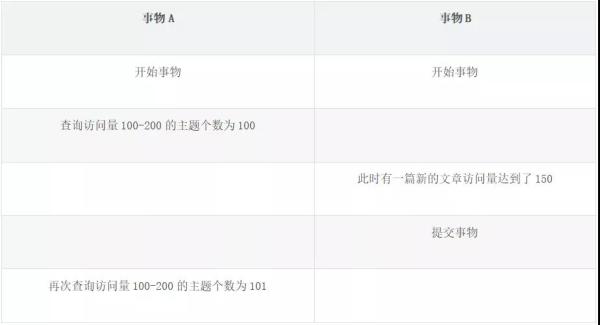 事物 A
事物 B
开始事物
开始事物
查询访问量 100-200 的主题个数为 100
此时有一篇新的文章访问量达到了 150
提交事物
再次查询访问量 100-200 的主题个数为 101